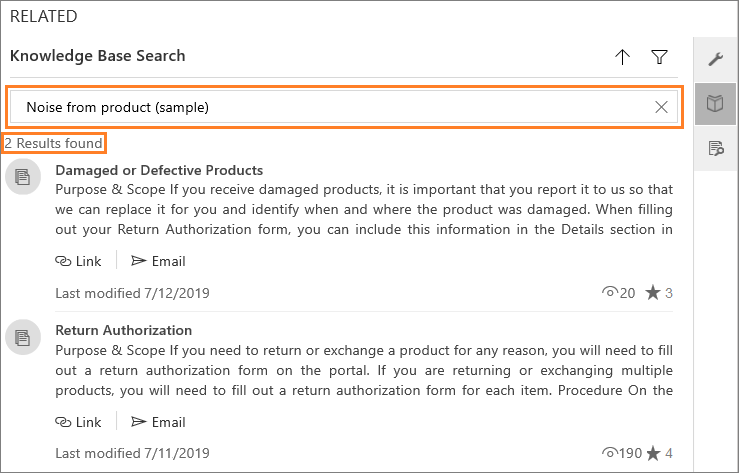 RELATED
Knowledge Base Search
Noise from product (sample)
2 Results found
Damaged or Defective Products
Purpose & Scope If you receive damaged products, it is important that you report it to us so that
we can replace it for you and identify when and where the product was damaged. When filling
out your Return Authorization form, you can include this information in the Details section in
Link Email
Last modified 7/12/2019 20 3
Return Authorization
Purpose & Scope If you need to return or exchange a product for any reason, you will need to fill
out a return authorization form on the portal. If you are returning or exchanging multiple
products, you will need to fill out a return authorization form for each item. Procedure On the
Link Email
Last modified 7/11/2019 190 4